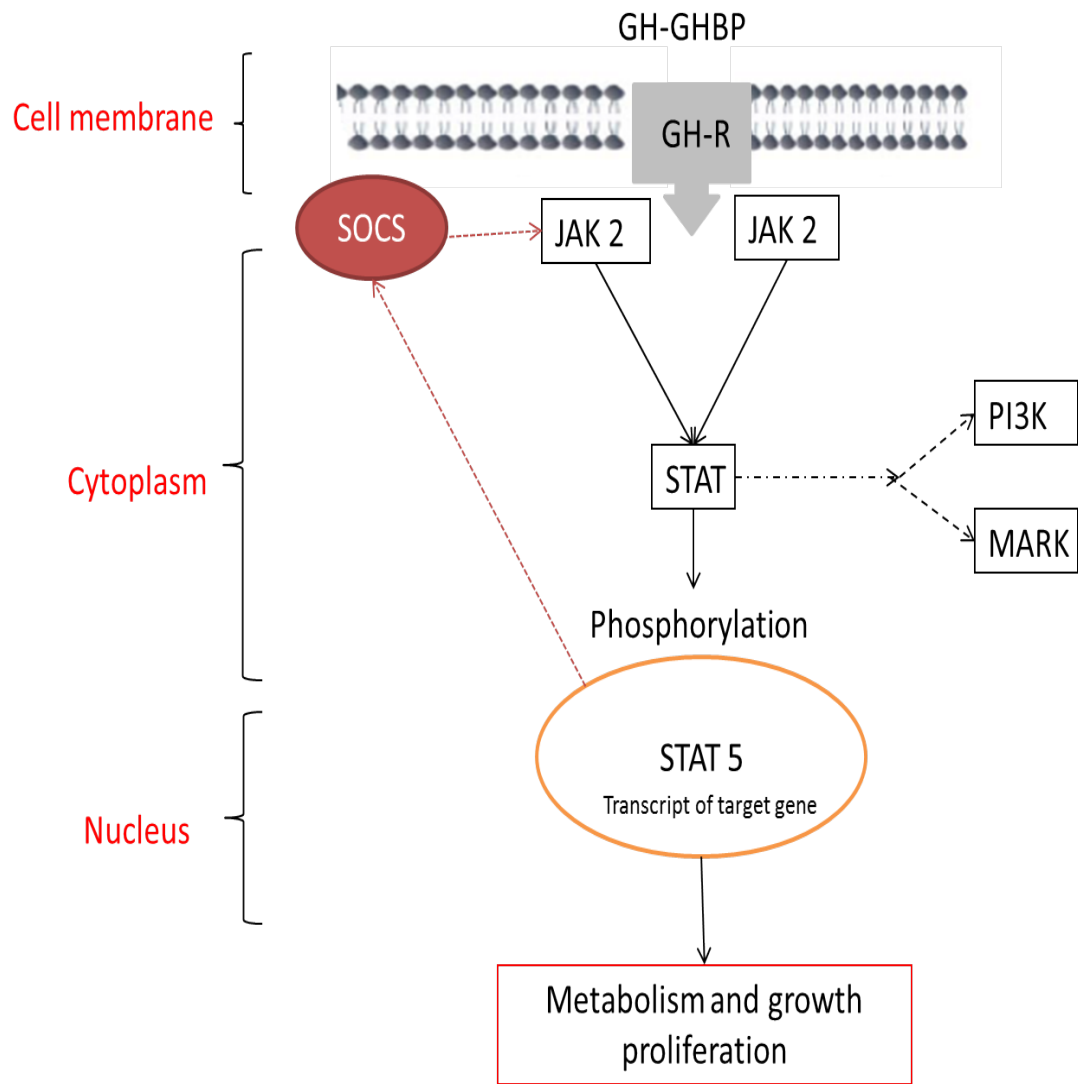 GH-GHBP
Cell membrane
GH-R
SOCS
JAK 2
JAK 2
PI3K
Cytoplasm
STAT
MARK
Phosphorylation
STAT 5
Transcript of target gene
Nucleus
Metabolism and growth
proliferation